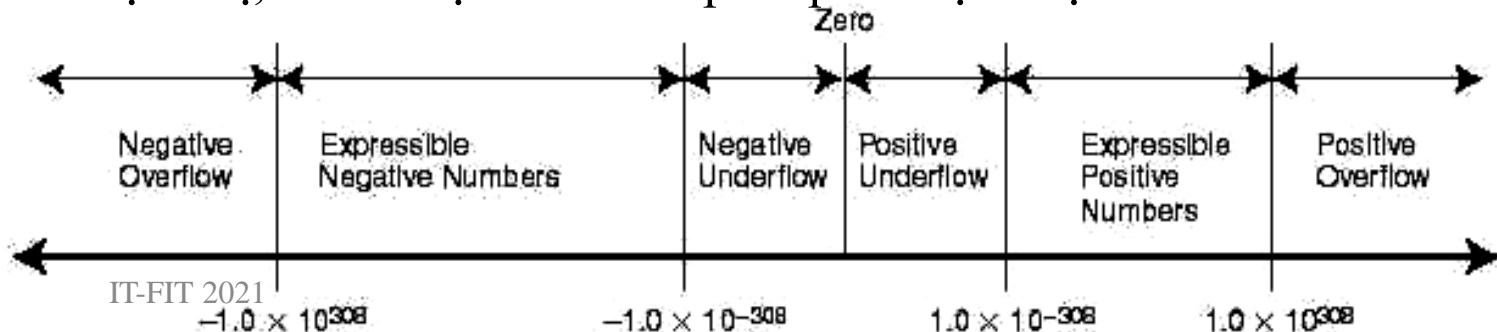 Zero
Negative Overflow
Expressible Negative Numbers
Negative Underflow
Positive Underflow
Expressible Positive Numbers
Positive Overflow
IT-FIT 2021
−1.0 × 10³⁰⁸
−1.0 × 10⁻³⁰⁸
1.0 × 10⁻³⁰⁸
1.0 × 10³⁰⁸